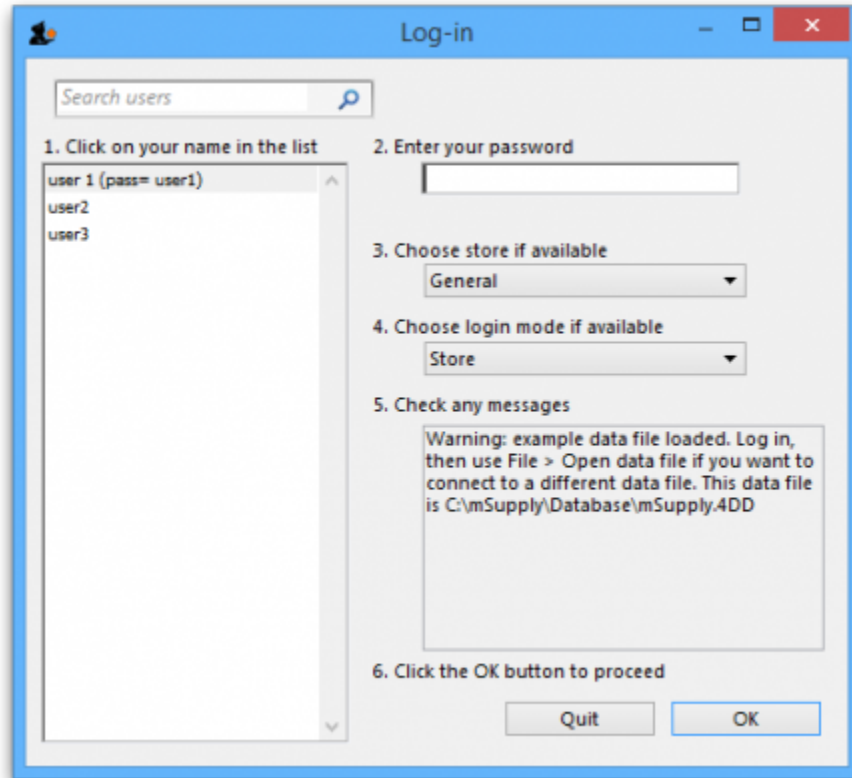 Log-in
Search users
1. Click on your name in the list
user 1 (pass= user1)
user2
user3
2. Enter your password
3. Choose store if available
General
4. Choose login mode if available
Store
5. Check any messages
Warning: example data file loaded. Log in,
then use File > Open data file if you want to
connect to a different data file. This data file
is C:\mSupply\Database\mSupply.4DD
6. Click the OK button to proceed
Quit
OK